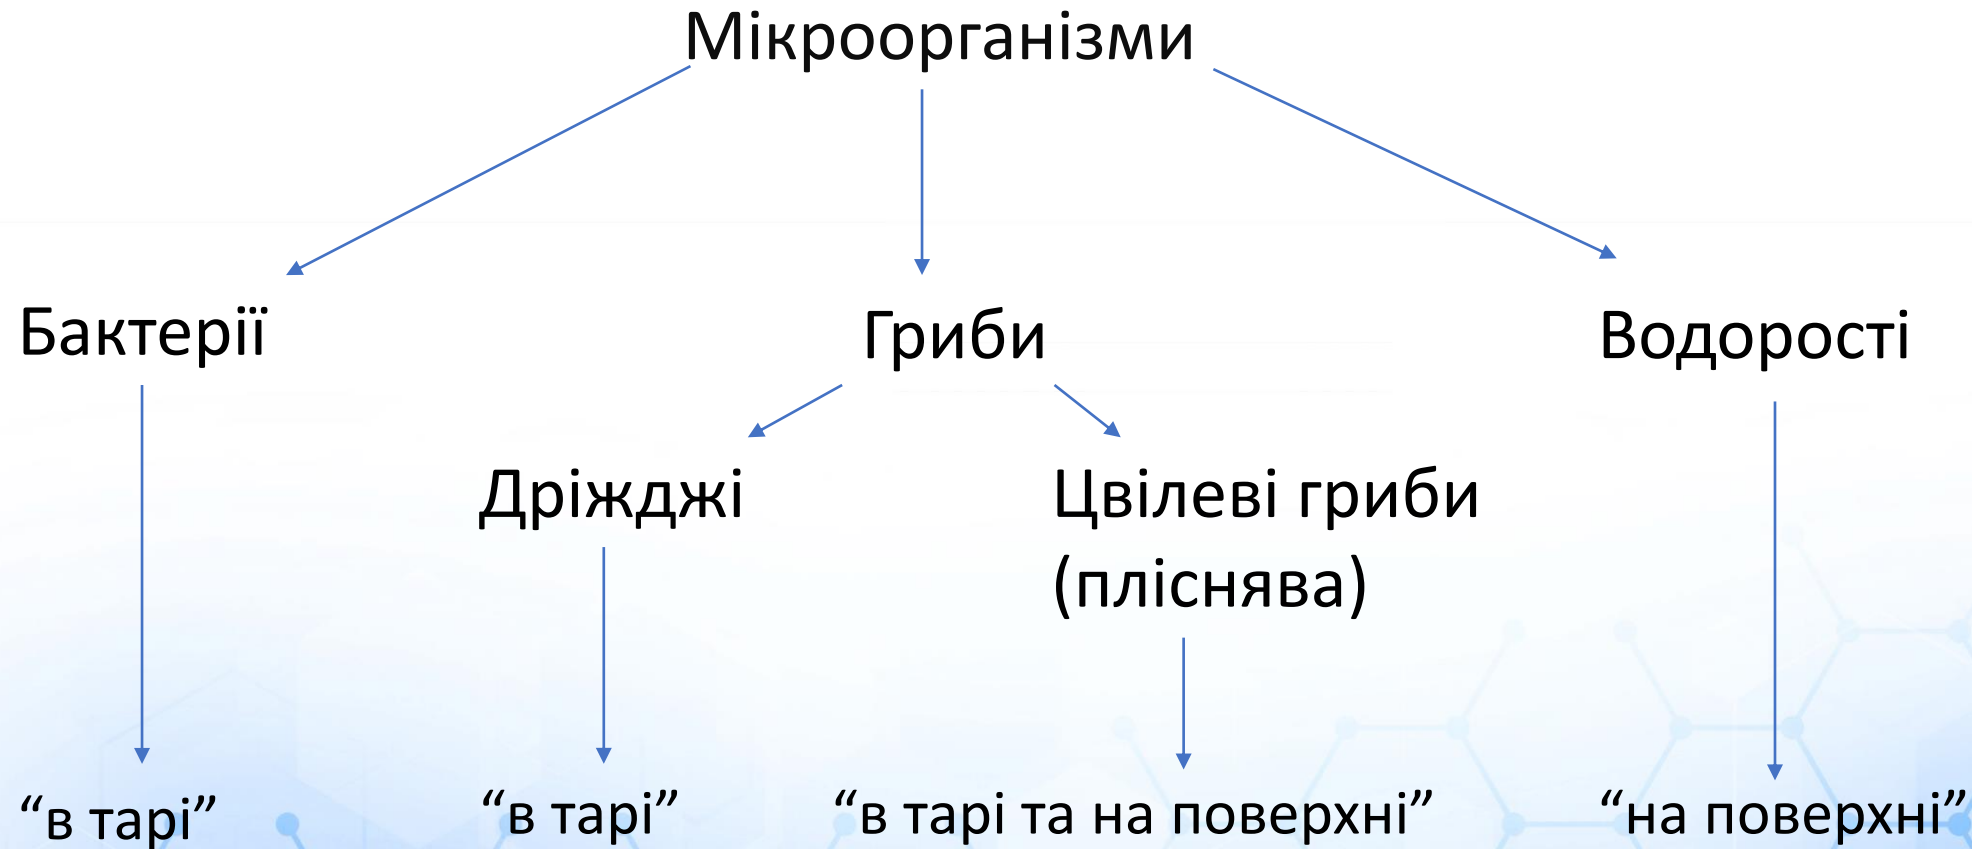 Мікроорганізми
Бактерії
Гриби
Водорості
Дріжджі
Цвілеві гриби
(пліснява)
“в тарі”
“в тарі”
“в тарі та на поверхні”
“на поверхні”